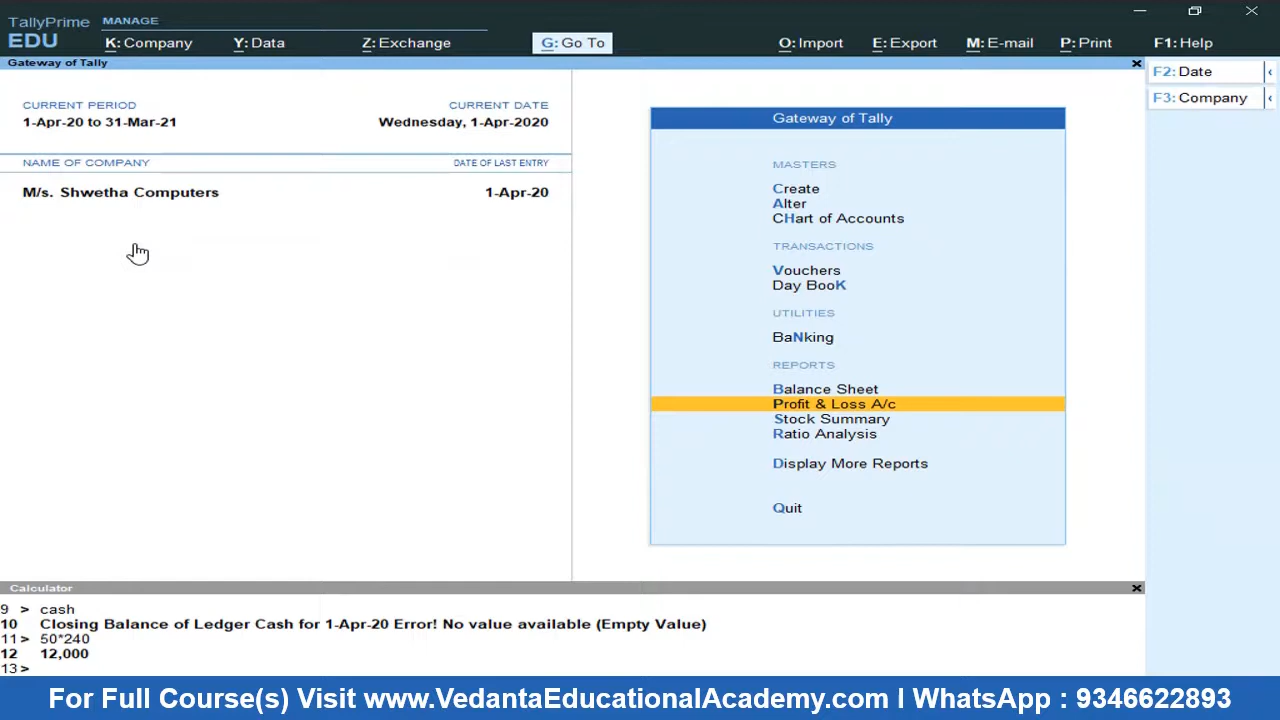 TallyPrime MANAGE
EDU K: Company Y: Data Z: Exchange G: Go To O: Import E: Export M: E-mail P: Print F1: Help
Gateway of Tally
F2: Date
F3: Company
CURRENT PERIOD CURRENT DATE
1-Apr-20 to 31-Mar-21 Wednesday, 1-Apr-2020
NAME OF COMPANY DATE OF LAST ENTRY
M/s. Shwetha Computers 1-Apr-20
Gateway of Tally
MASTERS
Create
Alter
CHart of Accounts
TRANSACTIONS
Vouchers
Day BooK
UTILITIES
BaNking
REPORTS
Balance Sheet
Profit & Loss A/c
Stock Summary
Ratio Analysis
Display More Reports
Quit
Calculator
9 > cash
10 Closing Balance of Ledger Cash for 1-Apr-20 Error! No value available (Empty Value)
11> 50*240
12 12,000
13>
For Full Course(s) Visit www.VedantaEducationalAcademy.com I WhatsApp : 9346622893